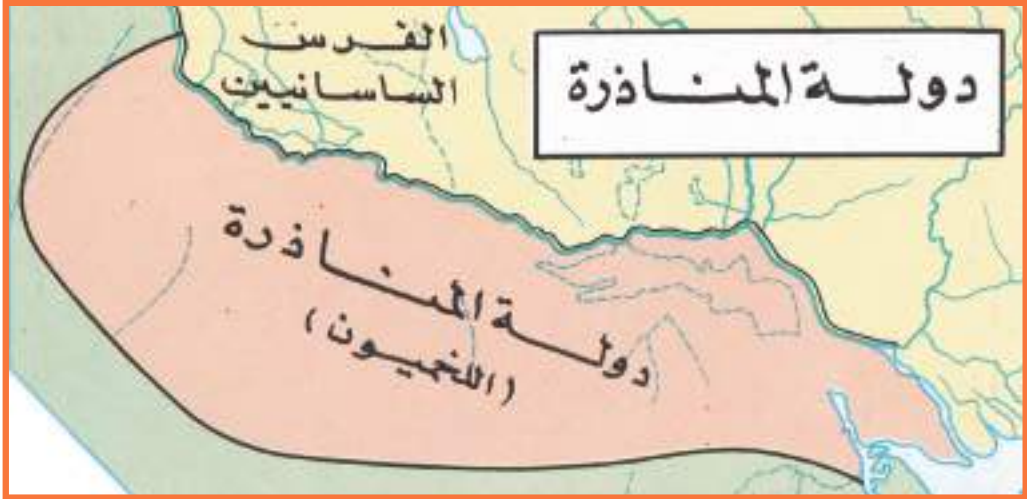 الفرس
الساسانيين
دولة المناذرة
دولة المناذرة
(اللخميون)